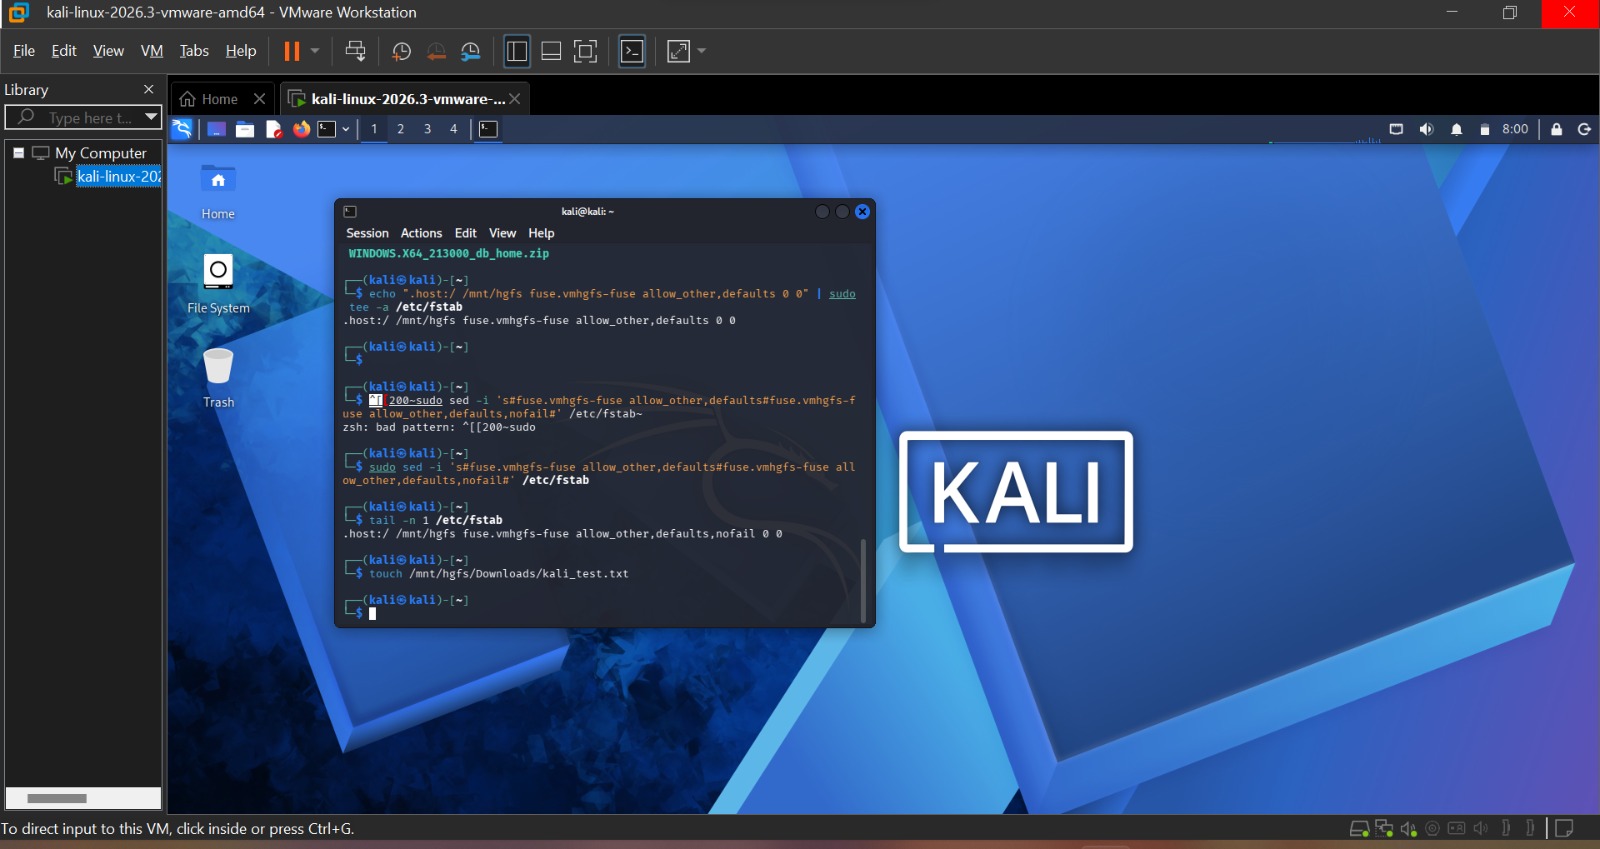 kali-linux-2026.3-vmware-amd64 - VMware Workstation
File Edit View VM Tabs Help
Library
Home
kali-linux-2026.3-vmware-...
Type here t...
1 2 3 4
8:00
My Computer
kali-linux-202
Home
File System
Trash
kali@kali: ~
Session Actions Edit View Help
WINDOWS.X64_213000_db_home.zip
┌──(kali㉿kali)-[~]
└─$ echo ".host:/ /mnt/hgfs fuse.vmhgfs-fuse allow_other,defaults 0 0" | sudo
tee -a /etc/fstab
.host:/ /mnt/hgfs fuse.vmhgfs-fuse allow_other,defaults 0 0
┌──(kali㉿kali)-[~]
└─$
┌──(kali㉿kali)-[~]
└─$ ^[[200~sudo sed -i 's#fuse.vmhgfs-fuse allow_other,defaults#fuse.vmhgfs-f
use allow_other,defaults,nofail#' /etc/fstab~
zsh: bad pattern: ^[[200~sudo
┌──(kali㉿kali)-[~]
└─$ sudo sed -i 's#fuse.vmhgfs-fuse allow_other,defaults#fuse.vmhgfs-fuse all
ow_other,defaults,nofail#' /etc/fstab
┌──(kali㉿kali)-[~]
└─$ tail -n 1 /etc/fstab
.host:/ /mnt/hgfs fuse.vmhgfs-fuse allow_other,defaults,nofail 0 0
┌──(kali㉿kali)-[~]
└─$ touch /mnt/hgfs/Downloads/kali_test.txt
┌──(kali㉿kali)-[~]
└─$
KALI
To direct input to this VM, click inside or press Ctrl+G.